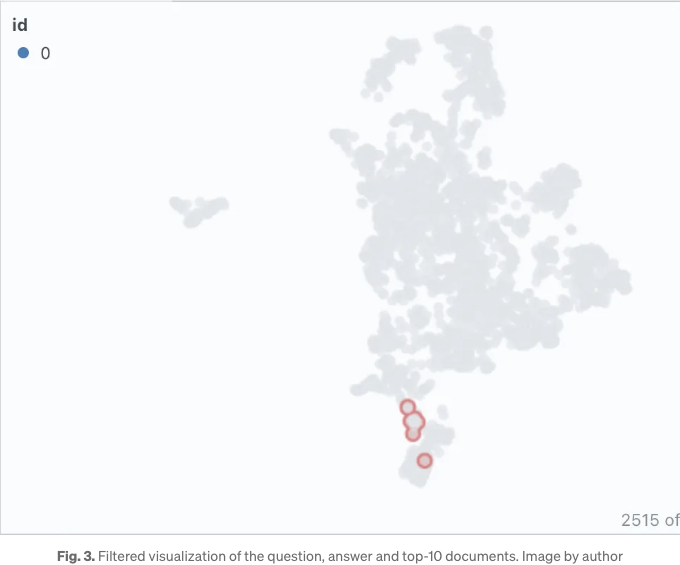 id
0
2515 of
Fig. 3. Filtered visualization of the question, answer and top-10 documents. Image by author